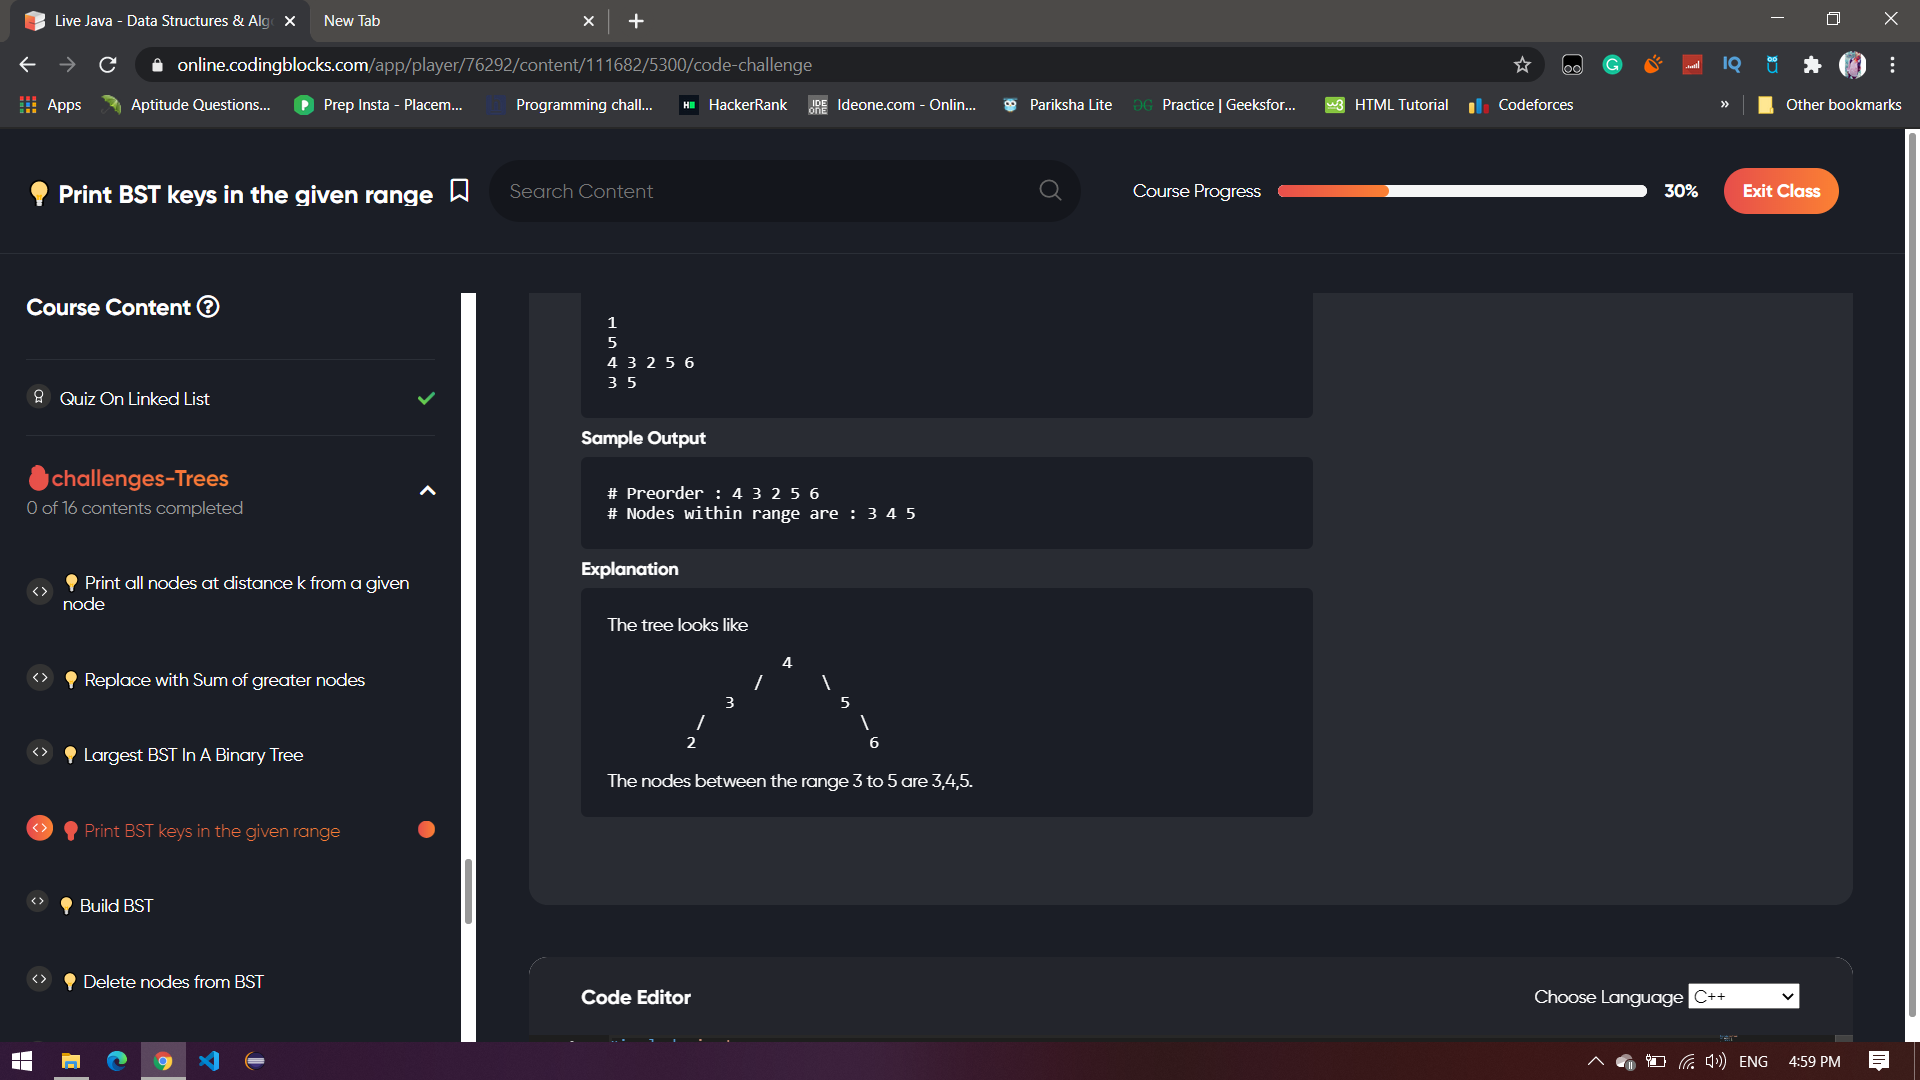 Live Java - Data Structures & Alg
New Tab
online.codingblocks.com/app/player/76292/content/111682/5300/code-challenge
Apps
Aptitude Questions...
Prep Insta - Placem...
Programming chall...
HackerRank
Ideone.com - Onlin...
Pariksha Lite
Practice | Geeksfor...
HTML Tutorial
Codeforces
»
Other bookmarks
Print BST keys in the given range
Search Content
Course Progress
30%
Exit Class
Course Content
Quiz On Linked List
challenges-Trees
0 of 16 contents completed
Print all nodes at distance k from a given
node
Replace with Sum of greater nodes
Largest BST In A Binary Tree
Print BST keys in the given range
Build BST
Delete nodes from BST
1
5
4 3 2 5 6
3 5
Sample Output
# Preorder : 4 3 2 5 6
# Nodes within range are : 3 4 5
Explanation
The tree looks like
4
/ \
3 5
/ \
2 6
The nodes between the range 3 to 5 are 3,4,5.
Code Editor
Choose Language
C++
ENG
4:59 PM